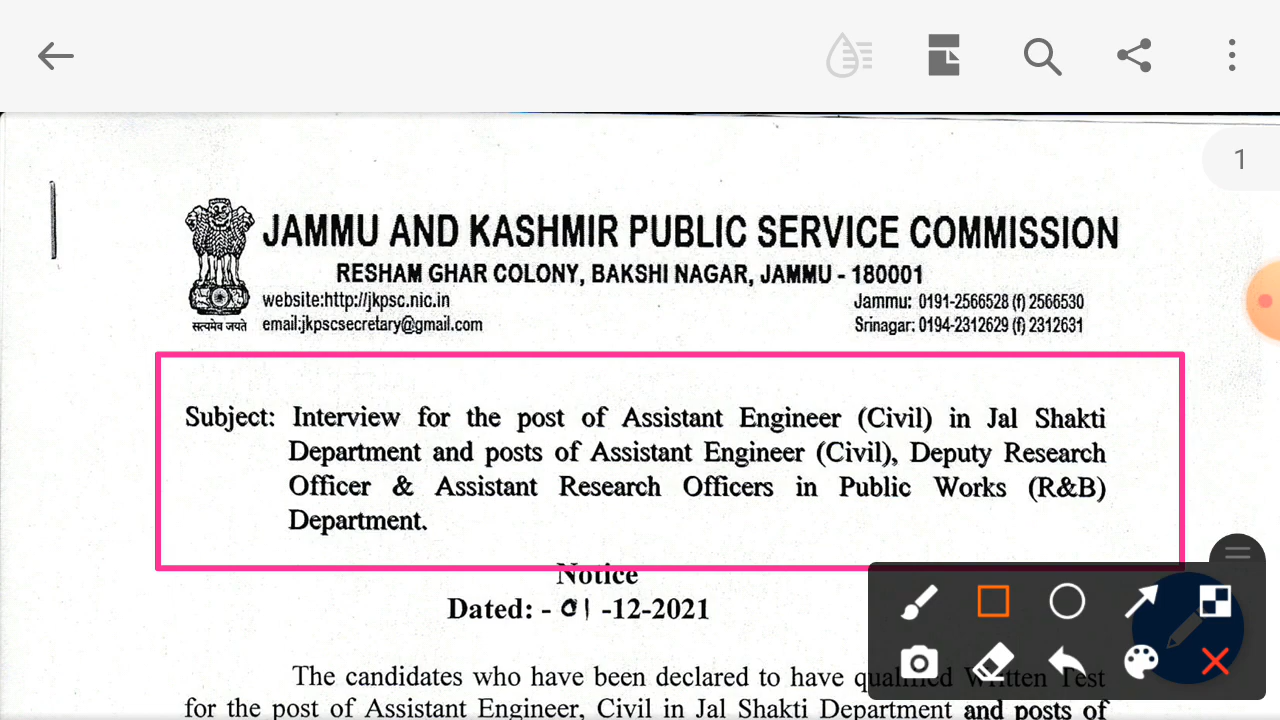 1
JAMMU AND KASHMIR PUBLIC SERVICE COMMISSION
RESHAM GHAR COLONY, BAKSHI NAGAR, JAMMU - 180001
website:http://jkpsc.nic.in
email:jkpscsecretary@gmail.com
Jammu: 0191-2566528 (f) 2566530
Srinagar: 0194-2312629 (f) 2312631
सत्यमेव जयते
Subject: Interview for the post of Assistant Engineer (Civil) in Jal Shakti
Department and posts of Assistant Engineer (Civil), Deputy Research
Officer & Assistant Research Officers in Public Works (R&B)
Department.
Notice
Dated: - 01 -12-2021
The candidates who have been declared to have qualified Written Test
for the post of Assistant Engineer, Civil in Jal Shakti Department and posts of